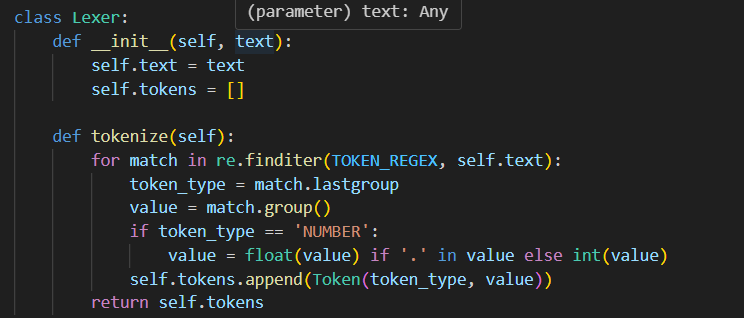 (parameter) text: Any
class Lexer:
    def __init__(self, text):
        self.text = text
        self.tokens = []
    def tokenize(self):
        for match in re.finditer(TOKEN_REGEX, self.text):
            token_type = match.lastgroup
            value = match.group()
            if token_type == 'NUMBER':
                value = float(value) if '.' in value else int(value)
            self.tokens.append(Token(token_type, value))
        return self.tokens